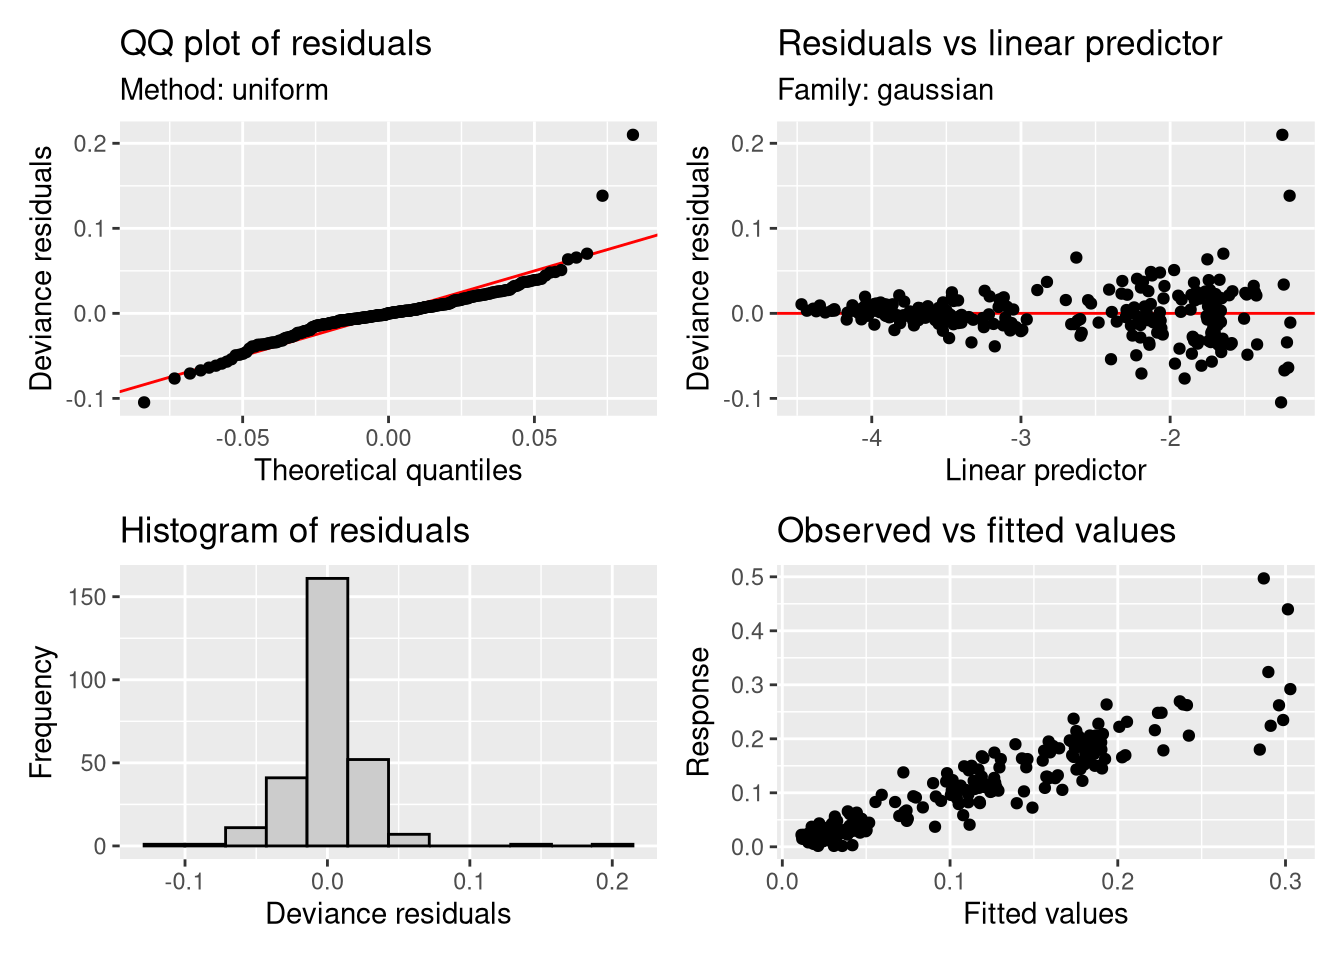 QQ plot of residuals
Method: uniform
Deviance residuals
0.2
0.1
0.0
-0.1
-0.05
0.00
0.05
Theoretical quantiles
Residuals vs linear predictor
Family: gaussian
Deviance residuals
0.2
0.1
0.0
-0.1
-4
-3
-2
Linear predictor
Histogram of residuals
Frequency
150
100
50
0
-0.1
0.0
0.1
0.2
Deviance residuals
Observed vs fitted values
Response
0.5
0.4
0.3
0.2
0.1
0.0
0.0
0.1
0.2
0.3
Fitted values